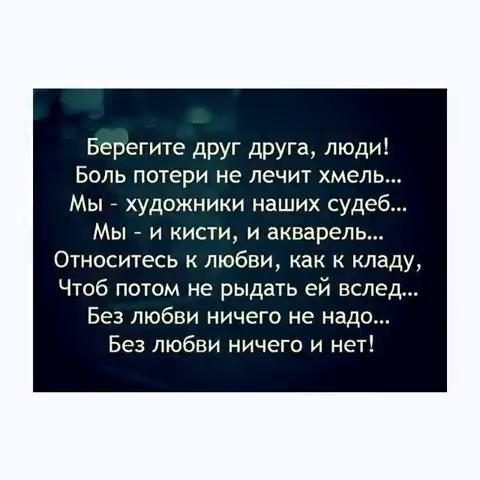 Берегите друг друга, люди!
Боль потери не лечит хмель...
Мы - художники наших судеб...
Мы - и кисти, и акварель...
Относитесь к любви, как к кладу,
Чтоб потом не рыдать ей вслед...
Без любви ничего не надо...
Без любви ничего и нет!